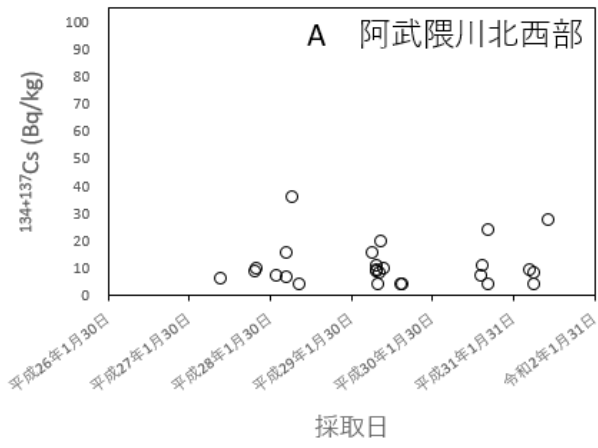 A 阿武隈川北西部
134+137Cs (Bq/kg)
100
90
80
70
60
50
40
30
20
10
0
平成26年1月30日
平成27年1月30日
平成28年1月30日
平成29年1月30日
平成30年1月30日
平成31年1月31日
令和2年1月31日
採取日